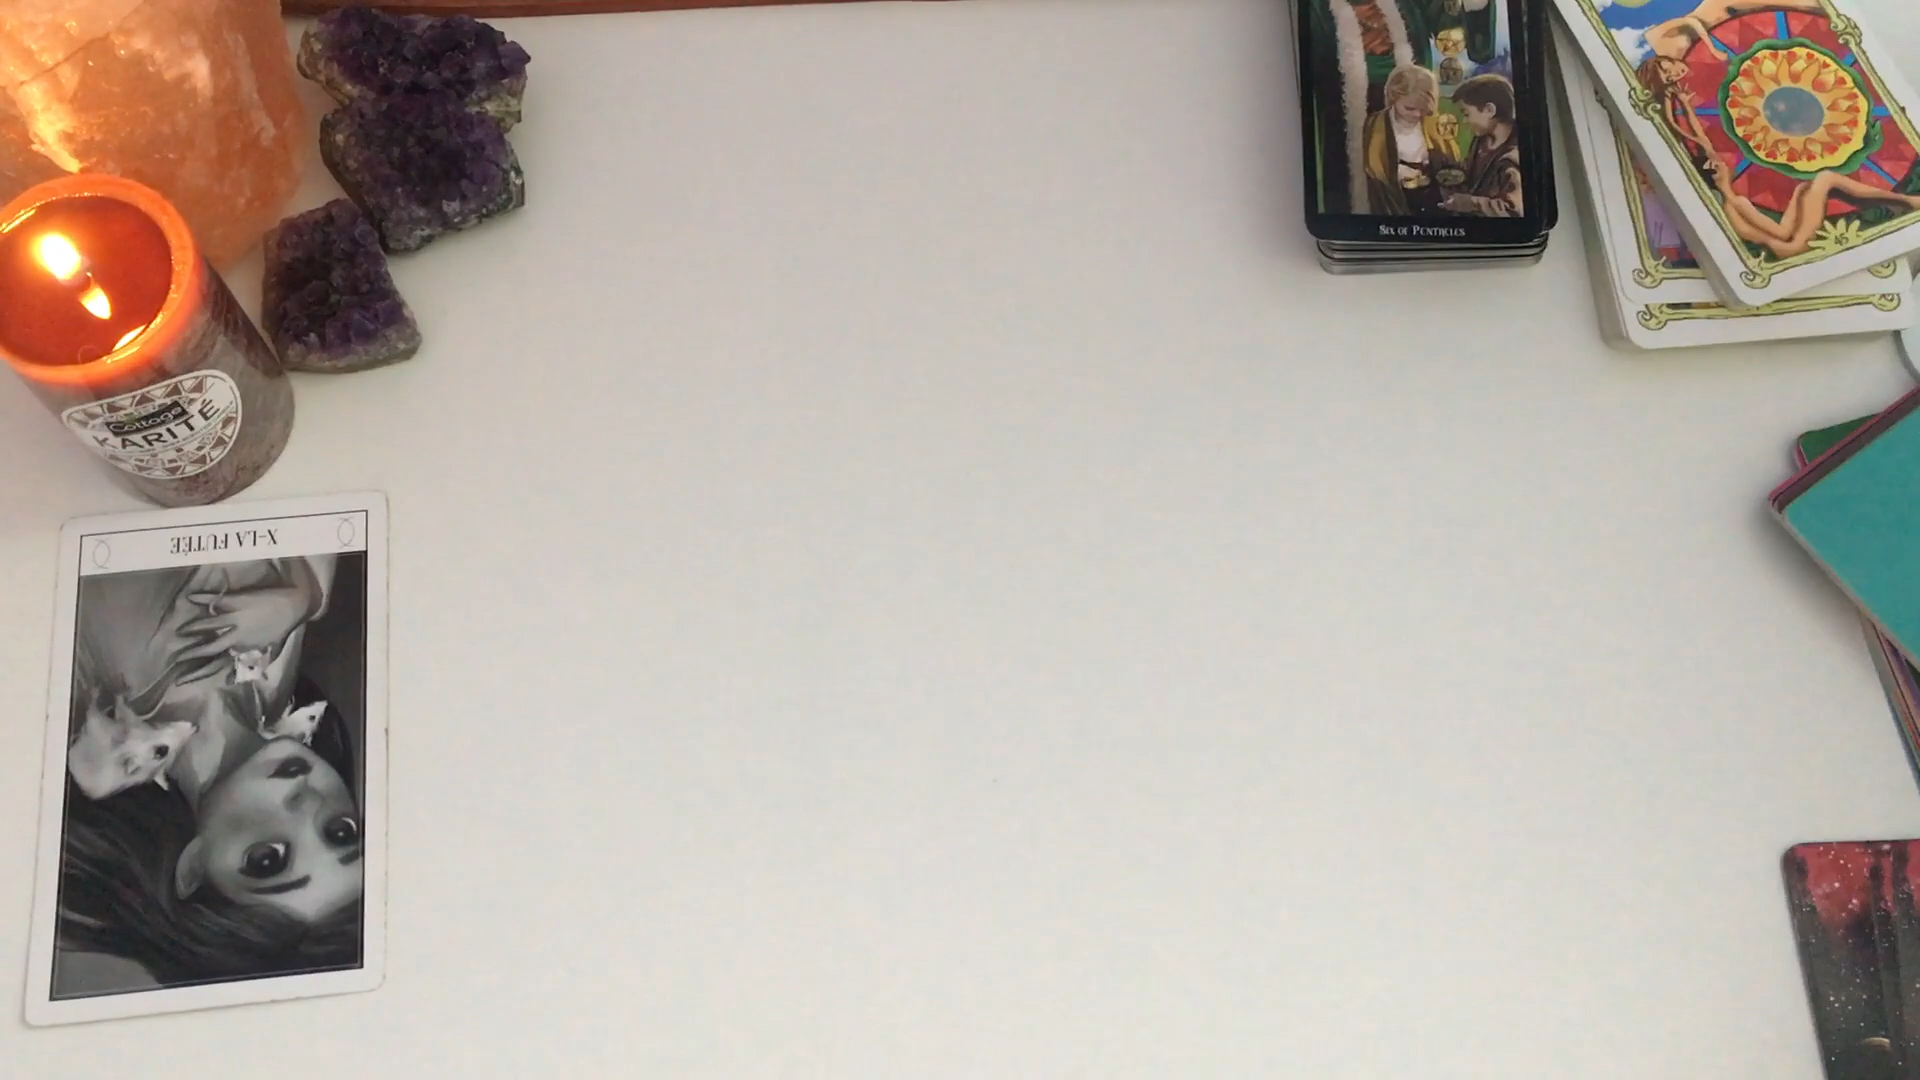 Six of Pentacles
Cottage
KARITÉ
X-LA FUTÉE